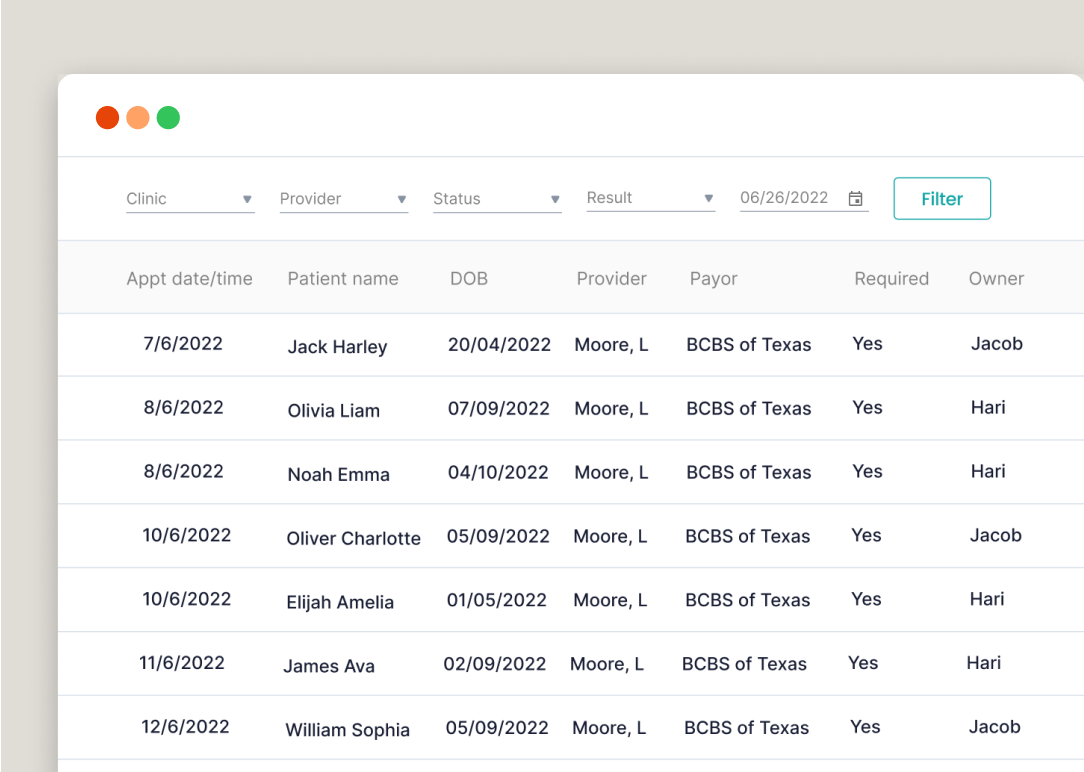 Clinic Provider Status Result 06/26/2022 Filter
Appt date/time Patient name DOB Provider Payor Required Owner
7/6/2022 Jack Harley 20/04/2022 Moore, L BCBS of Texas Yes Jacob
8/6/2022 Olivia Liam 07/09/2022 Moore, L BCBS of Texas Yes Hari
8/6/2022 Noah Emma 04/10/2022 Moore, L BCBS of Texas Yes Hari
10/6/2022 Oliver Charlotte 05/09/2022 Moore, L BCBS of Texas Yes Jacob
10/6/2022 Elijah Amelia 01/05/2022 Moore, L BCBS of Texas Yes Hari
11/6/2022 James Ava 02/09/2022 Moore, L BCBS of Texas Yes Hari
12/6/2022 William Sophia 05/09/2022 Moore, L BCBS of Texas Yes Jacob